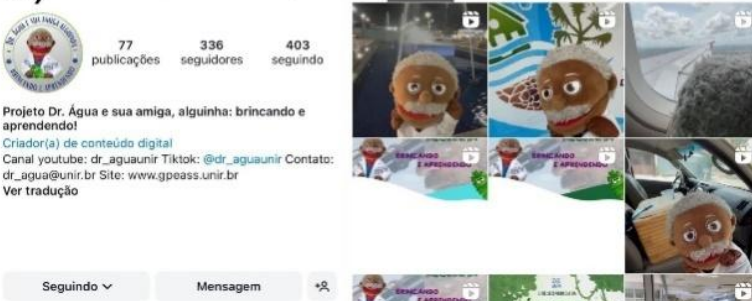 77
publicações
336
seguidores
403
seguindo
Projeto Dr. Água e sua amiga, alguinha: brincando e
aprendendo!
Criador(a) de conteúdo digital
Canal youtube: dr_aguaunir Tiktok: @dr_aguaunir Contato:
dr_agua@unir.br Site: www.gpeass.unir.br
Ver tradução
Seguindo
Mensagem
BRINCANDO
E APRENDENDO
BRINCANDO
E APRENDENDO
BRINCANDO